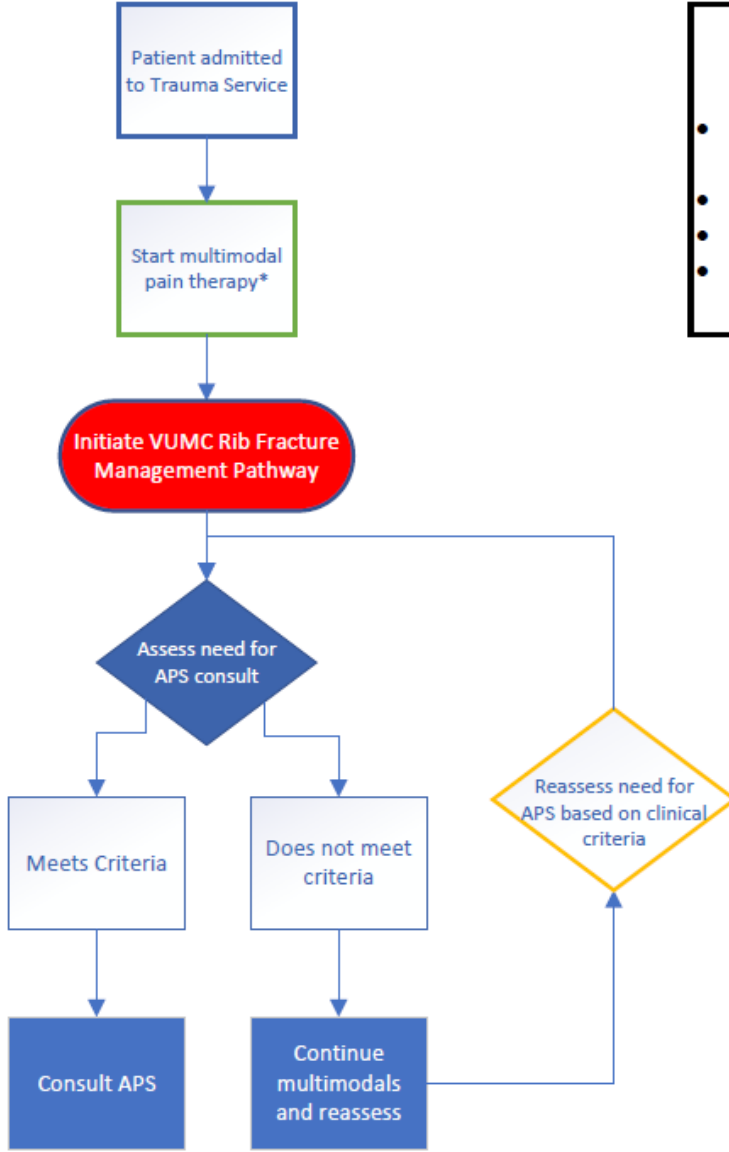 Patient admitted
to Trauma Service
Start multimodal
pain therapy*
Initiate VUMC Rib Fracture
Management Pathway
Assess need for
APS consult
Meets Criteria
Does not meet
criteria
Reassess need for
APS based on clinical
criteria
Consult APS
Continue
multimodals
and reassess